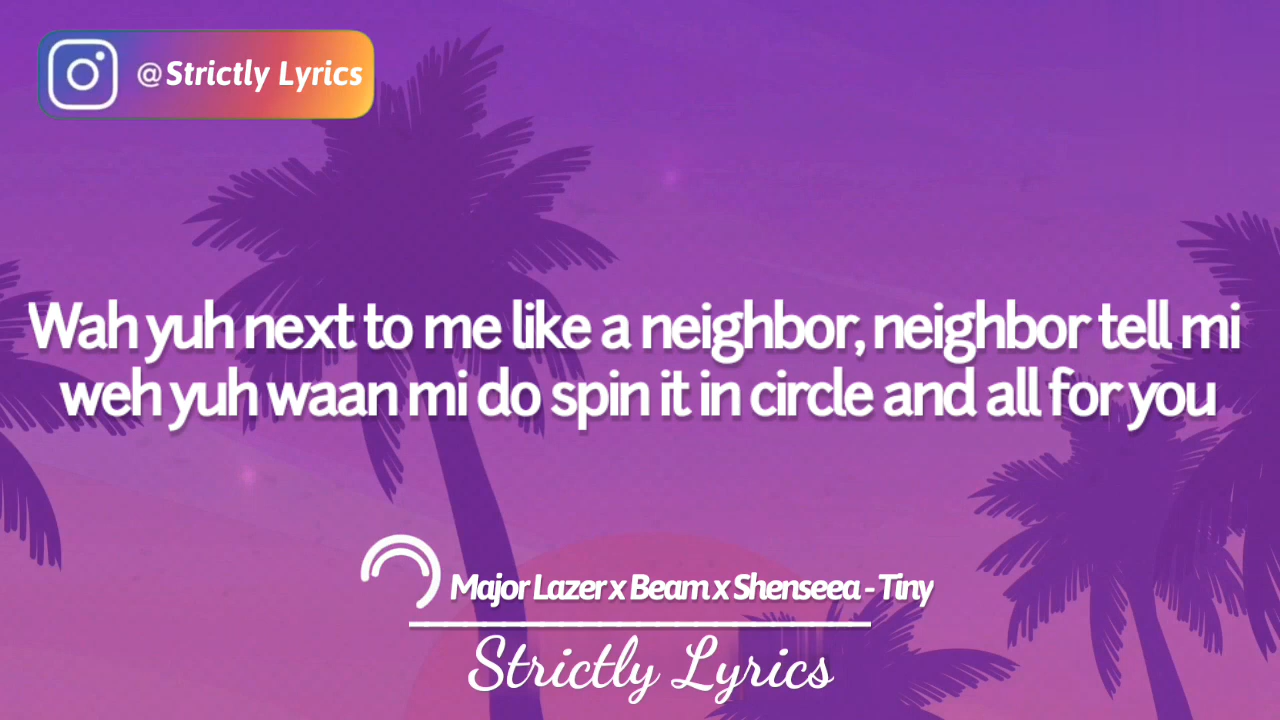 @Strictly Lyrics
Wah yuh next to me like a neighbor, neighbor tell mi
weh yuh waan mi do spin it in circle and all for you
Major Lazer x Beam x Shenseea - Tiny
Strictly Lyrics